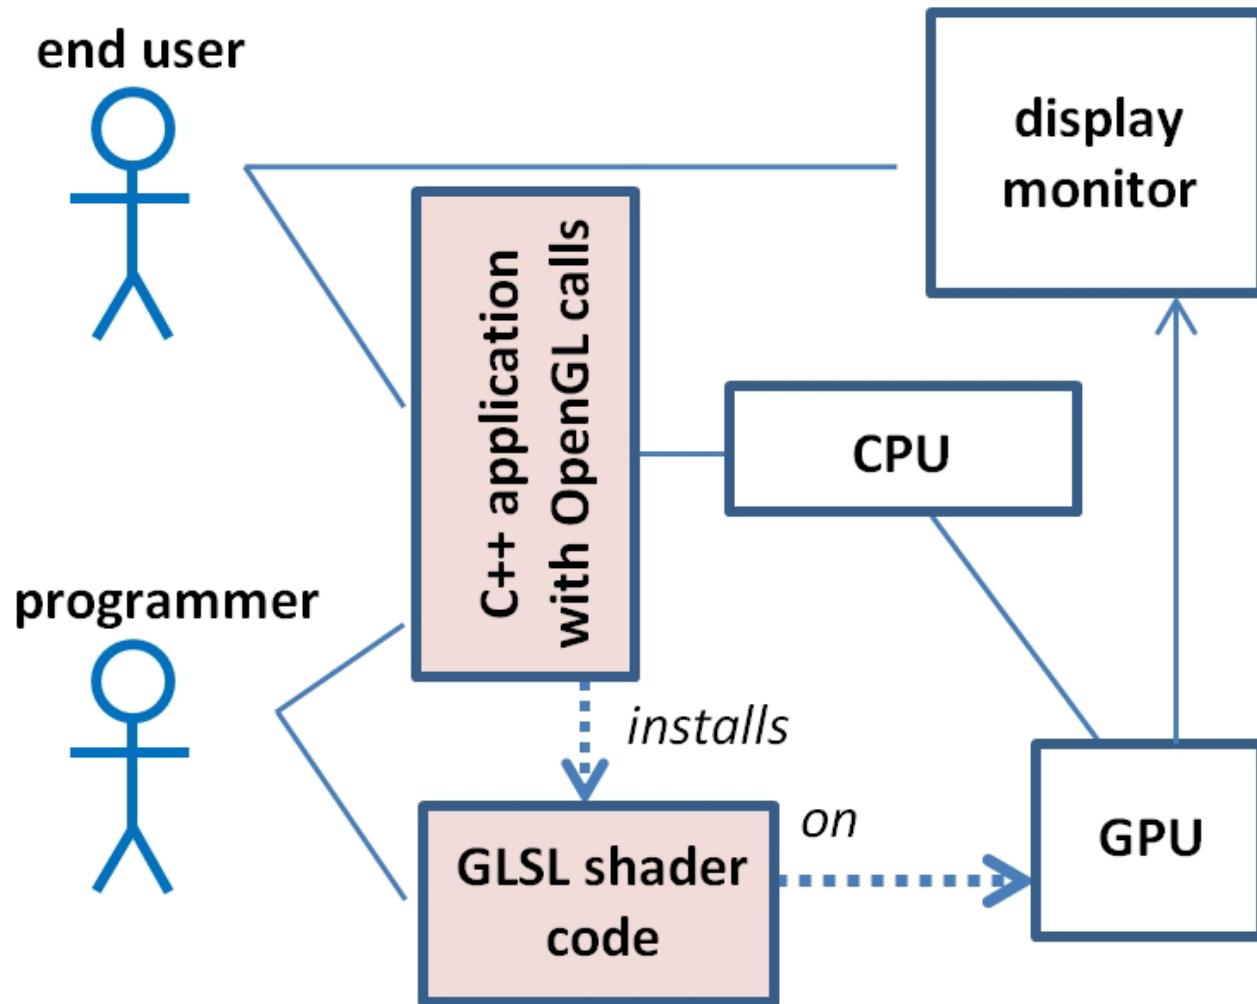 end user
display
monitor
C++ application
with OpenGL calls
CPU
programmer
installs
on
GLSL shader
code
GPU